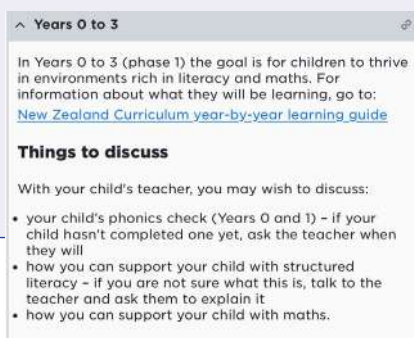 Years 0 to 3
In Years 0 to 3 (phase 1) the goal is for children to thrive
in environments rich in literacy and maths. For
information about what they will be learning, go to:
New Zealand Curriculum year-by-year learning guide
Things to discuss
With your child's teacher, you may wish to discuss:
• your child's phonics check (Years 0 and 1) – if your
child hasn't completed one yet, ask the teacher when
they will
• how you can support your child with structured
literacy – if you are not sure what this is, talk to the
teacher and ask them to explain it
• how you can support your child with maths.